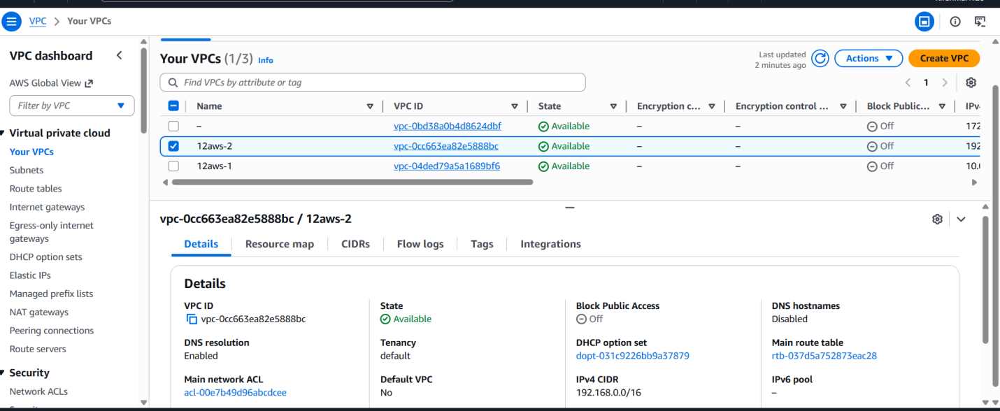 VPC > Your VPCs
VPC dashboard
AWS Global View
Filter by VPC
Virtual private cloud
Your VPCs
Subnets
Route tables
Internet gateways
Egress-only internet
gateways
DHCP option sets
Elastic IPs
Managed prefix lists
NAT gateways
Peering connections
Route servers
Security
Network ACLs
Your VPCs (1/3) Info
Last updated
2 minutes ago
Actions
Create VPC
Find VPCs by attribute or tag
1
Name VPC ID State Encryption c... Encryption control ... Block Public... IPv
– vpc-0bd38a0b4d8624dbf Available – – Off 172
12aws-2 vpc-0cc663ea82e5888bc Available – – Off 192
12aws-1 vpc-04ded79a5a1689bf6 Available – – Off 10.
vpc-0cc663ea82e5888bc / 12aws-2
Details Resource map CIDRs Flow logs Tags Integrations
Details
VPC ID State Block Public Access DNS hostnames
vpc-0cc663ea82e5888bc Available Off Disabled
DNS resolution Tenancy DHCP option set Main route table
Enabled default dopt-031c9226bb9a37879 rtb-037d5a752873eac28
Main network ACL Default VPC IPv4 CIDR IPv6 pool
acl-00e7b49d96abcdcee No 192.168.0.0/16 –